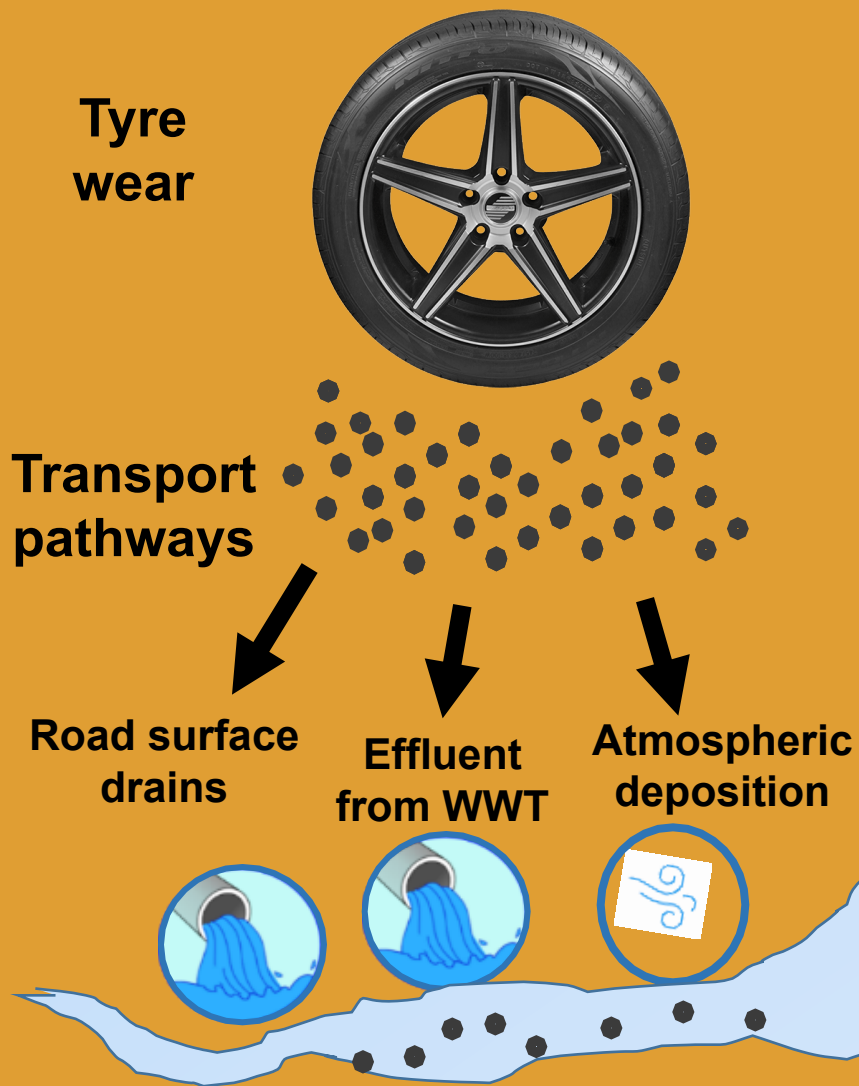 Tyre
wear
Transport
pathways
Road surface
drains
Effluent
from WWT
Atmospheric
deposition